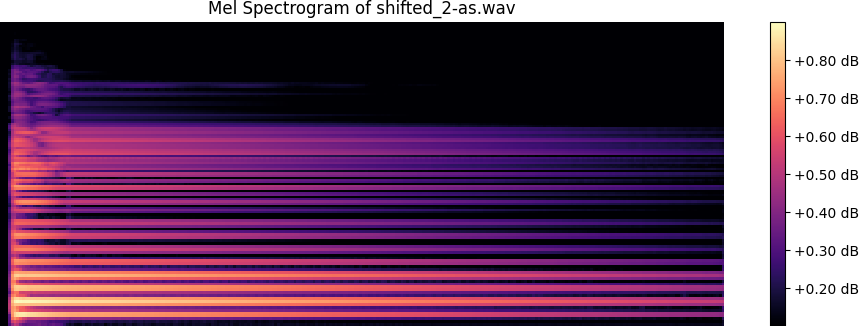 Mel Spectrogram of shifted_2-as.wav
+0.80 dB
+0.70 dB
+0.60 dB
+0.50 dB
+0.40 dB
+0.30 dB
+0.20 dB